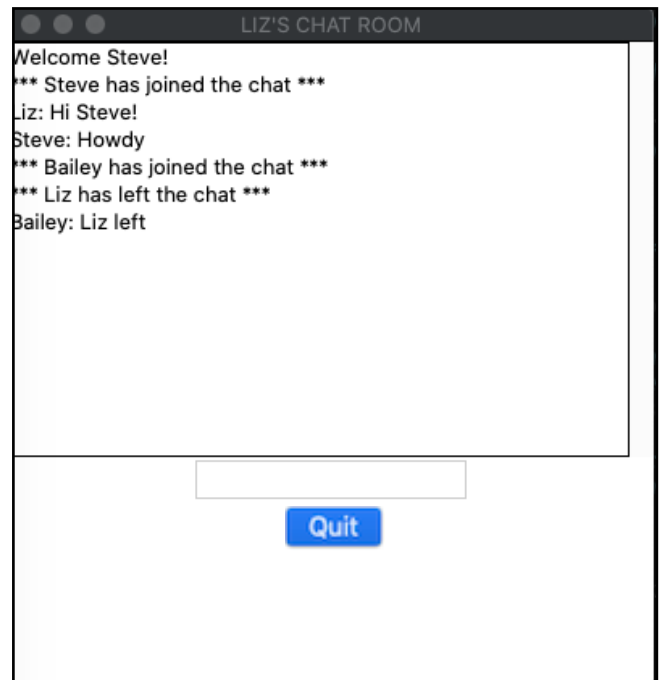 LIZ'S CHAT ROOM
Welcome Steve!
*** Steve has joined the chat ***
Liz: Hi Steve!
Steve: Howdy
*** Bailey has joined the chat ***
*** Liz has left the chat ***
Bailey: Liz left
Quit